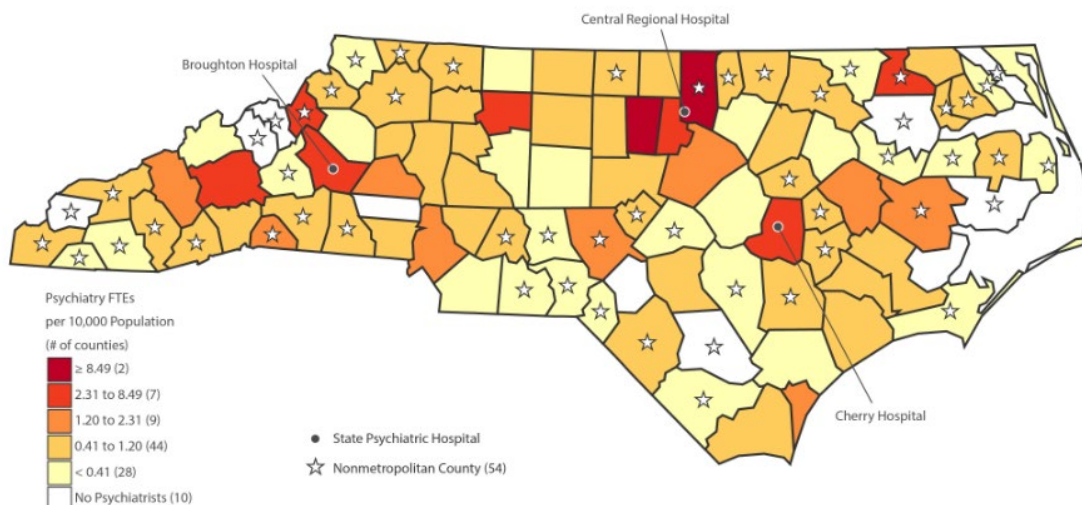 Central Regional Hospital
Broughton Hospital
Psychiatry FTEs
per 10,000 Population
(# of counties)
≥ 8.49 (2)
2.31 to 8.49 (7)
1.20 to 2.31 (9)
0.41 to 1.20 (44)
< 0.41 (28)
No Psychiatrists (10)
State Psychiatric Hospital
Nonmetropolitan County (54)
Cherry Hospital